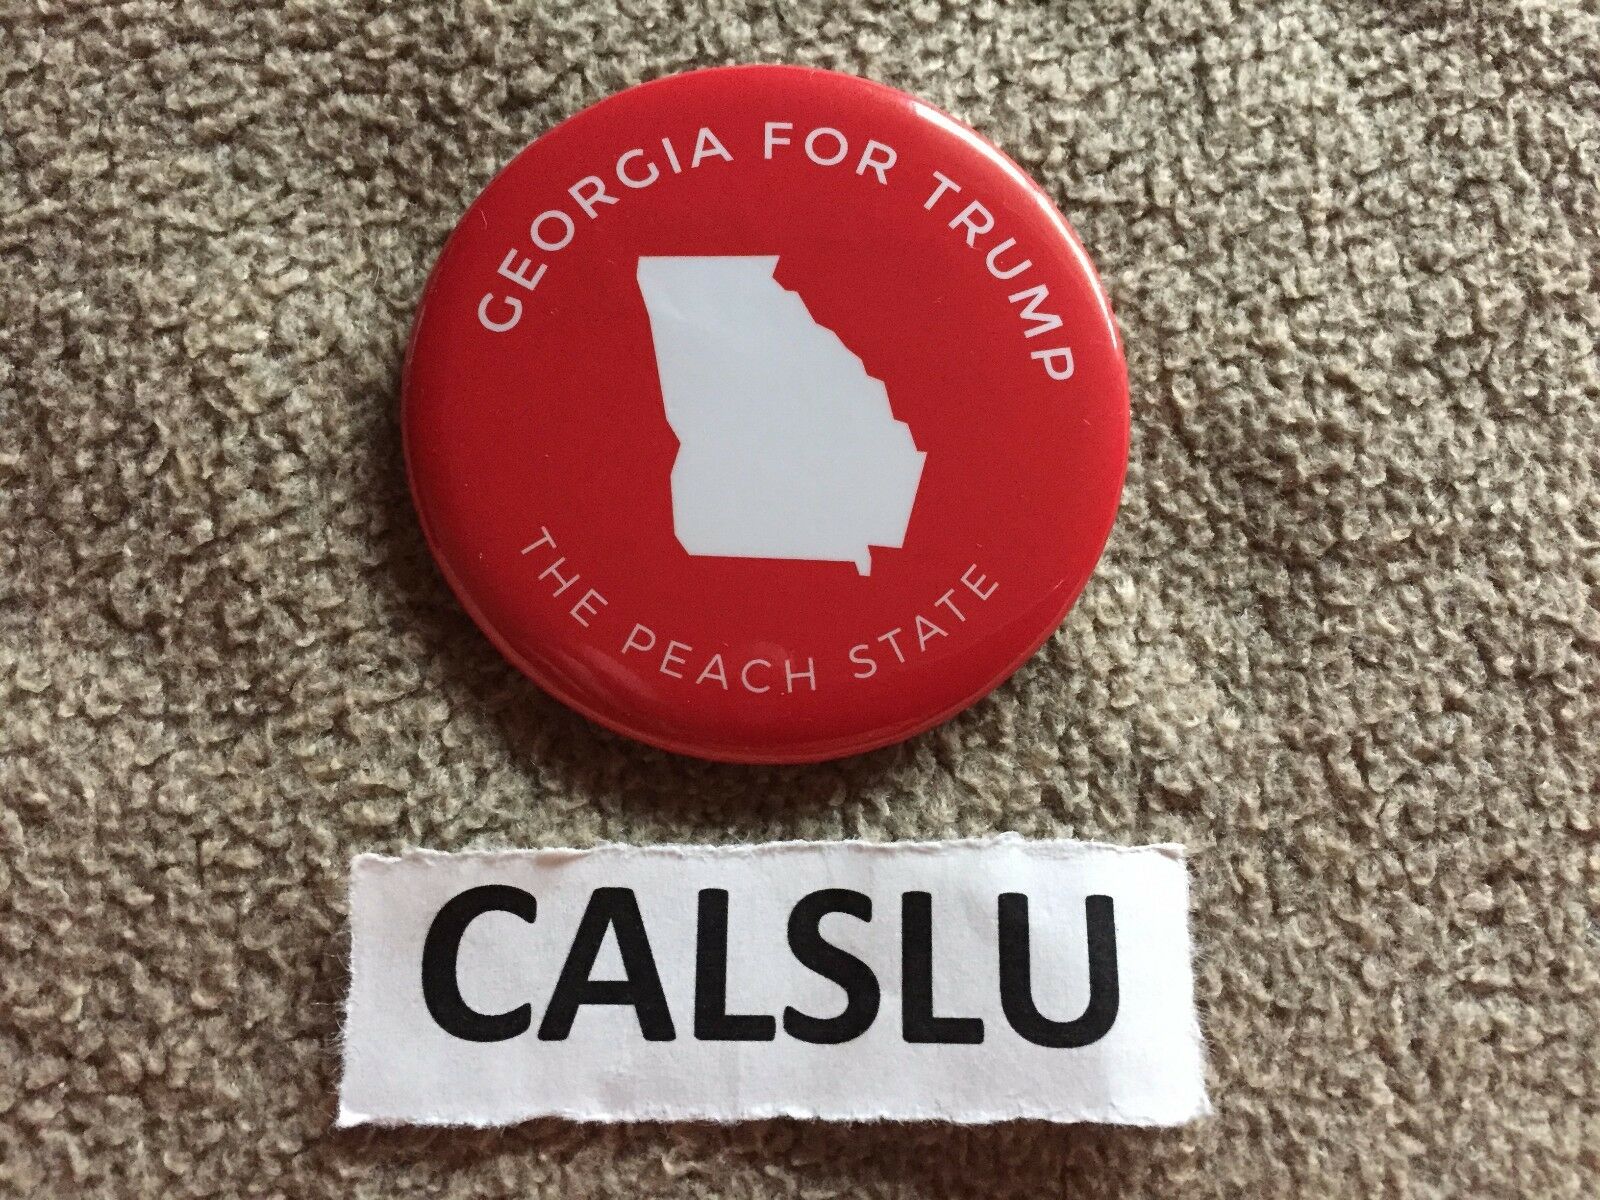 GEORGIA FOR TRUMP
THE PEACH STATE
CALSLU